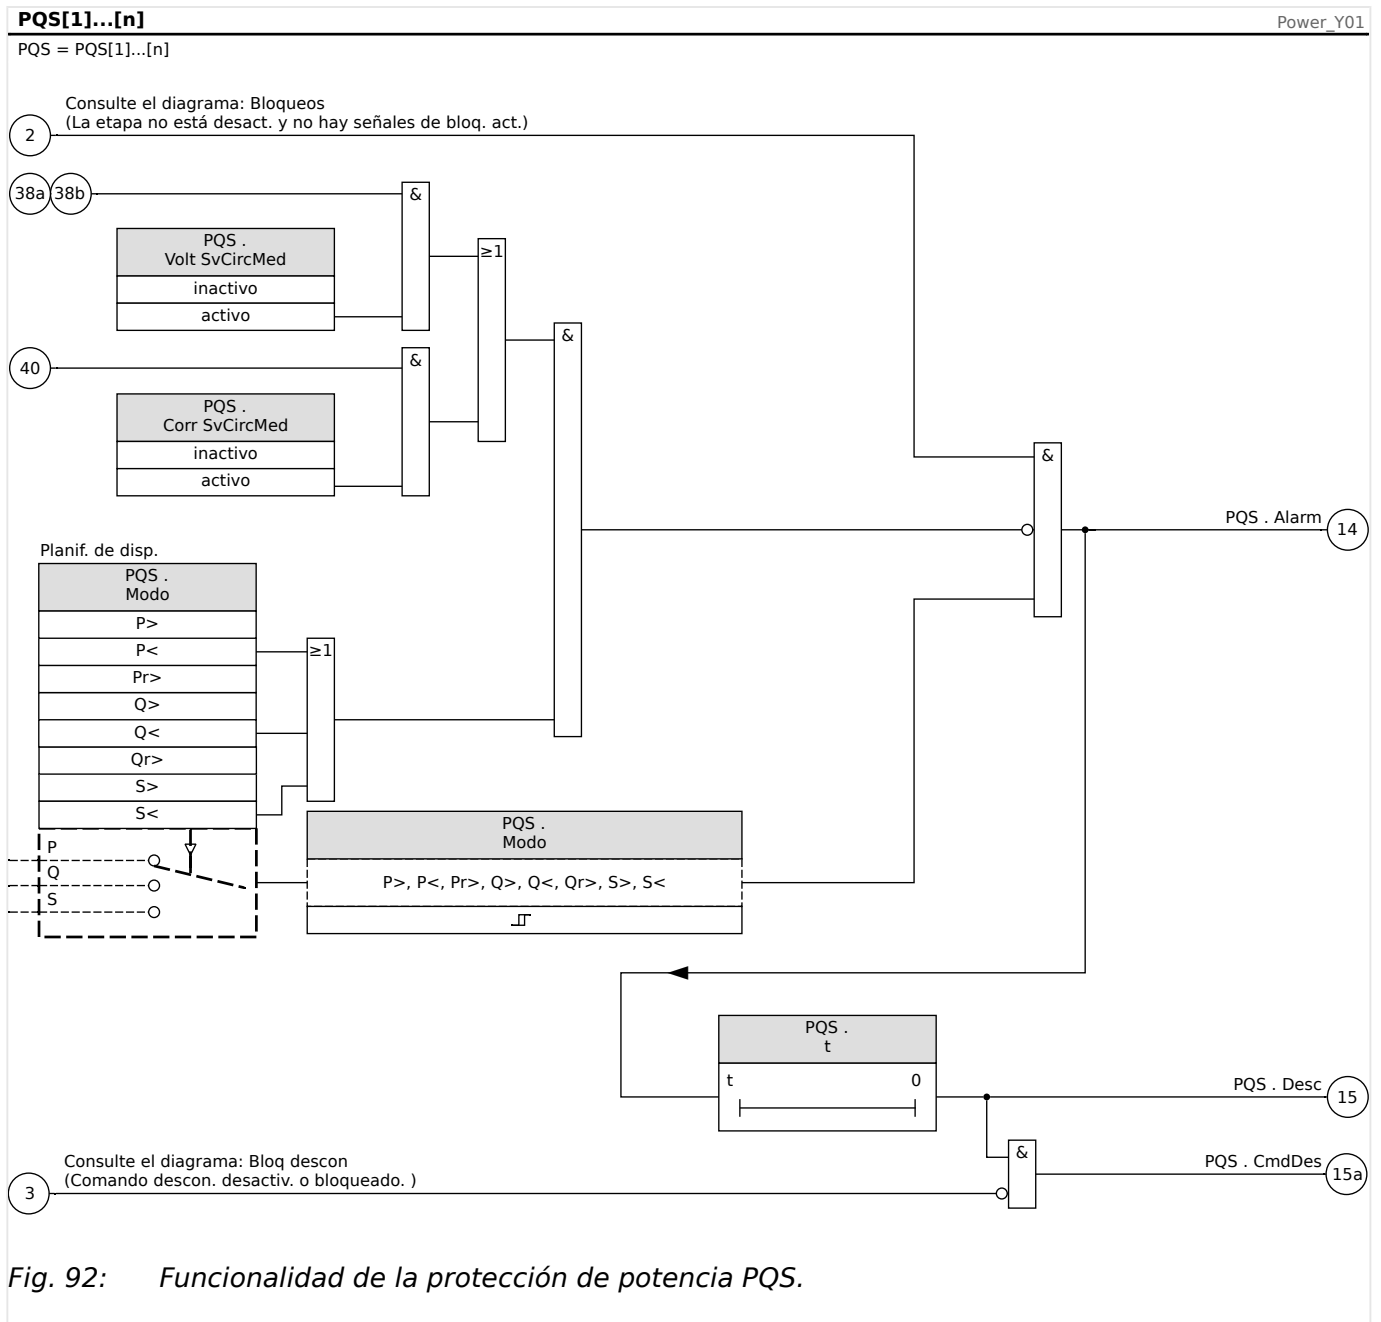 PQS[1]...[n]
Power_Y01
PQS = PQS[1]...[n]
Consulte el diagrama: Bloqueos
(La etapa no está desact. y no hay señales de bloq. act.)
2
38a 38b
&
PQS .
Volt SvCircMed
inactivo
activo
≥1
&
40
&
PQS .
Corr SvCircMed
inactivo
activo
&
PQS . Alarm
14
Planif. de disp.
PQS .
Modo
P>
P<
Pr>
Q>
Q<
Qr>
S>
S<
≥1
P
Q
S
PQS .
Modo
P>, P<, Pr>, Q>, Q<, Qr>, S>, S<
PQS .
t
t 0
PQS . Desc
15
&
PQS . CmdDes
15a
Consulte el diagrama: Bloq descon
(Comando descon. desactiv. o bloqueado. )
3
Fig. 92: Funcionalidad de la protección de potencia PQS.